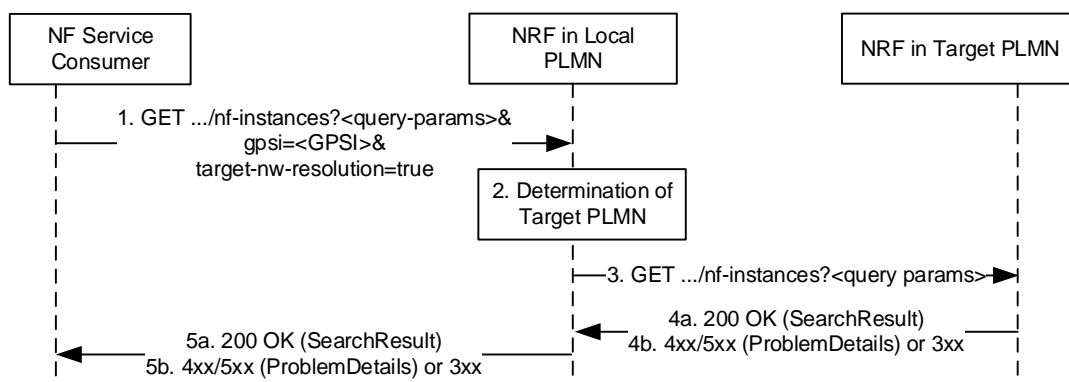 NF Service
Consumer
NRF in Local
PLMN
NRF in Target PLMN
1. GET .../nf-instances?<query-params>&
gpsi=<GPSI>&
target-nw-resolution=true
2. Determination of
Target PLMN
3. GET .../nf-instances?<query params>
4a. 200 OK (SearchResult)
4b. 4xx/5xx (ProblemDetails) or 3xx
5a. 200 OK (SearchResult)
5b. 4xx/5xx (ProblemDetails) or 3xx